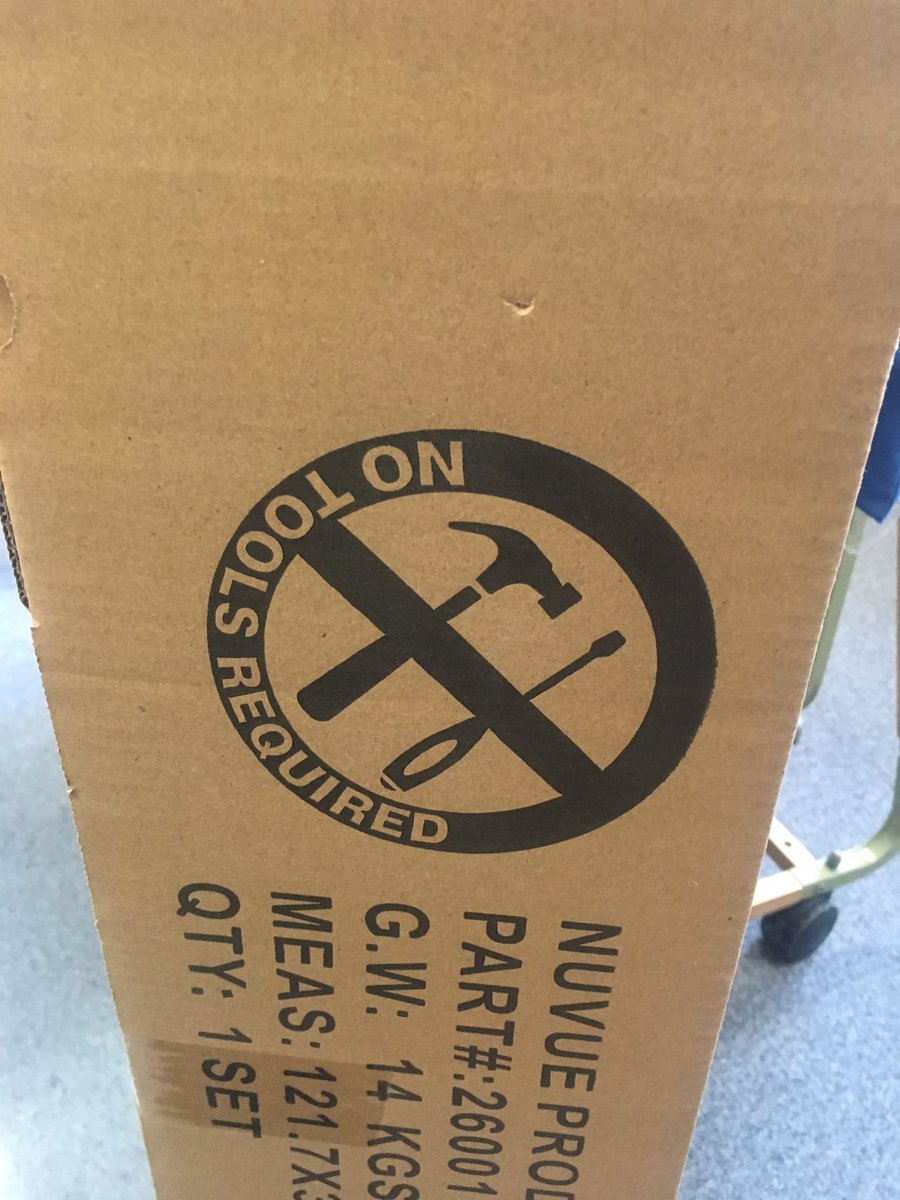 NO TOOLS REQUIRED
NUVUE PROD
PART#:26001
G.W: 14 KGS
MEAS: 121.7X3
QTY: 1 SET